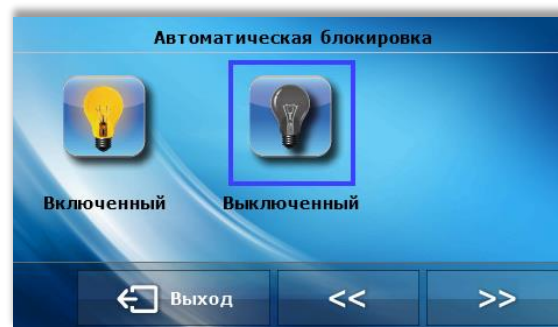 Автоматическая блокировка
Включенный Выключенный
Выход << >>